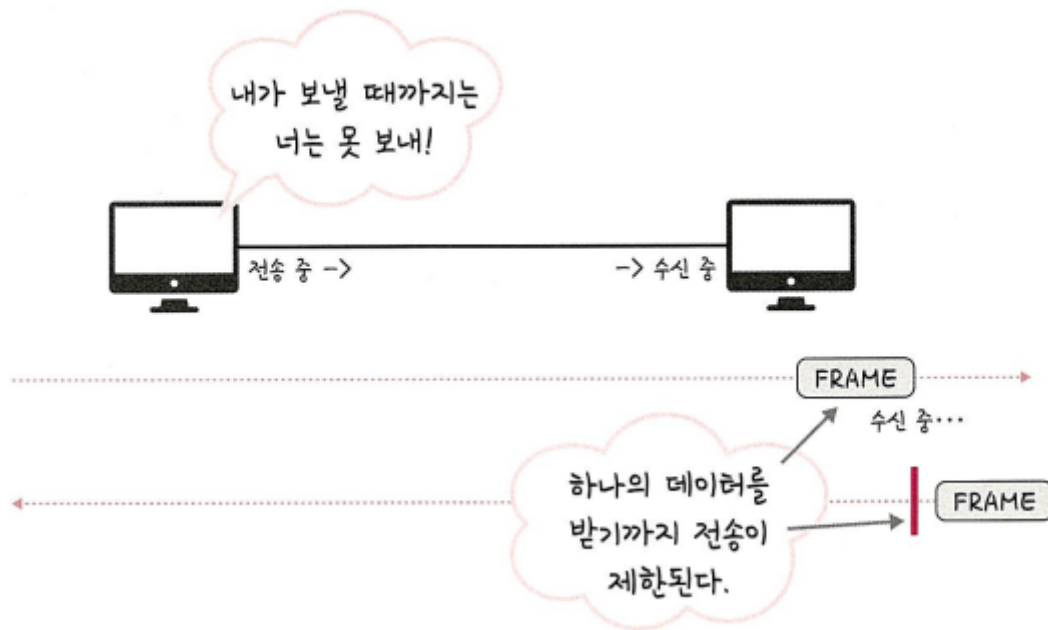 내가 보낼 때까지는
너는 못 보내!
전송 중 ->
-> 수신 중
FRAME
수신 중...
하나의 데이터를
받기까지 전송이
제한된다.
FRAME